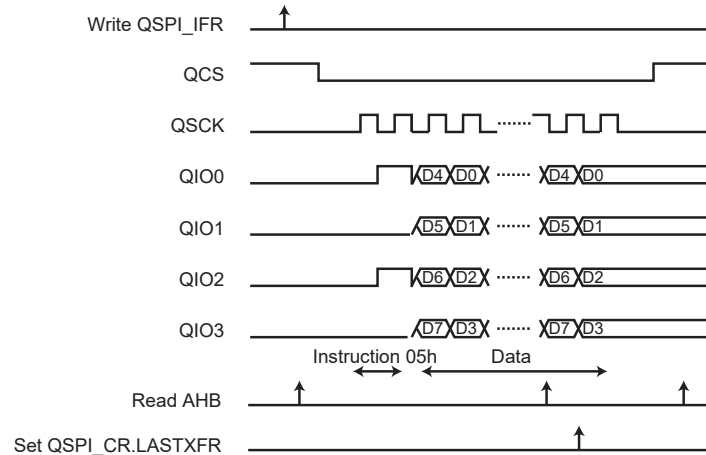 Write QSPI_IFR
QCS
QSCK
QIO0 D4 D0 D4 D0
QIO1 D5 D1 D5 D1
QIO2 D6 D2 D6 D2
QIO3 D7 D3 D7 D3
Instruction 05h Data
Read AHB
Set QSPI_CR.LASTXFR